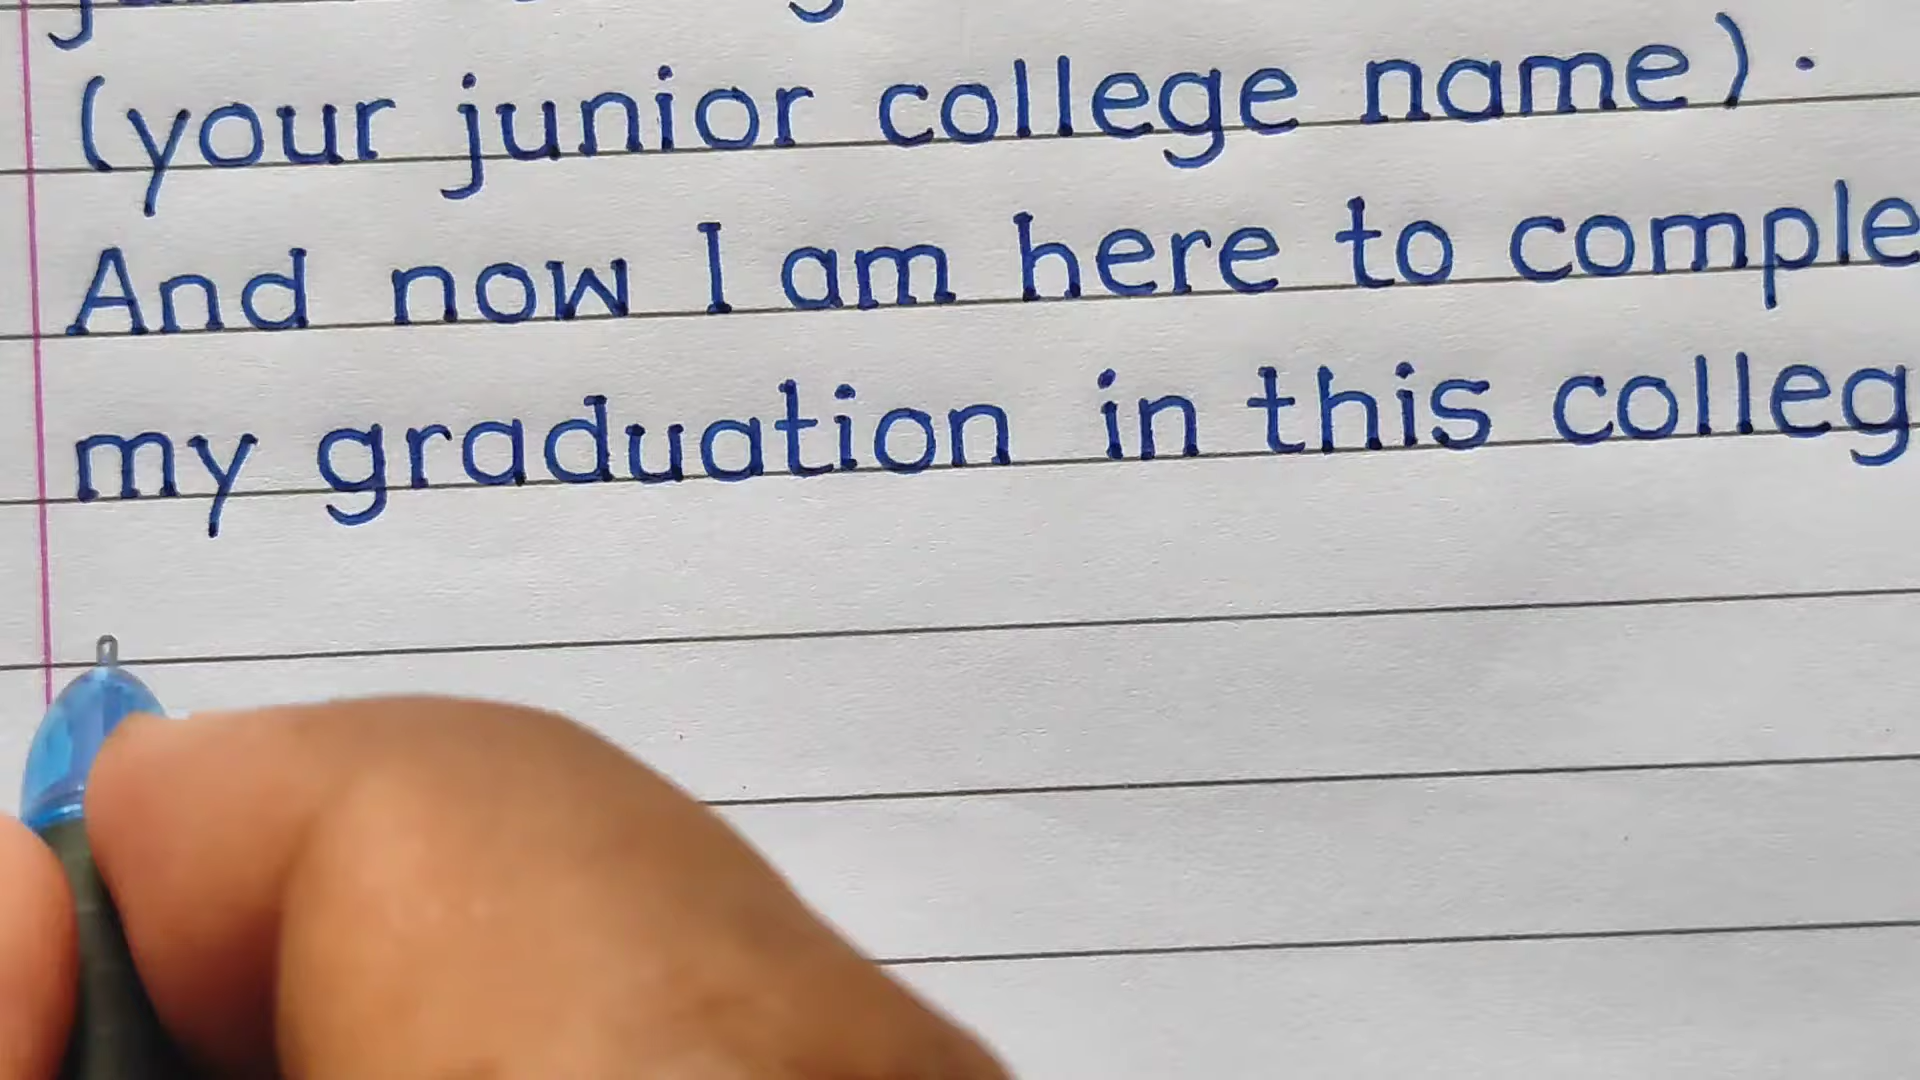 (your junior college name).
And now I am here to comple
my graduation in this colleg